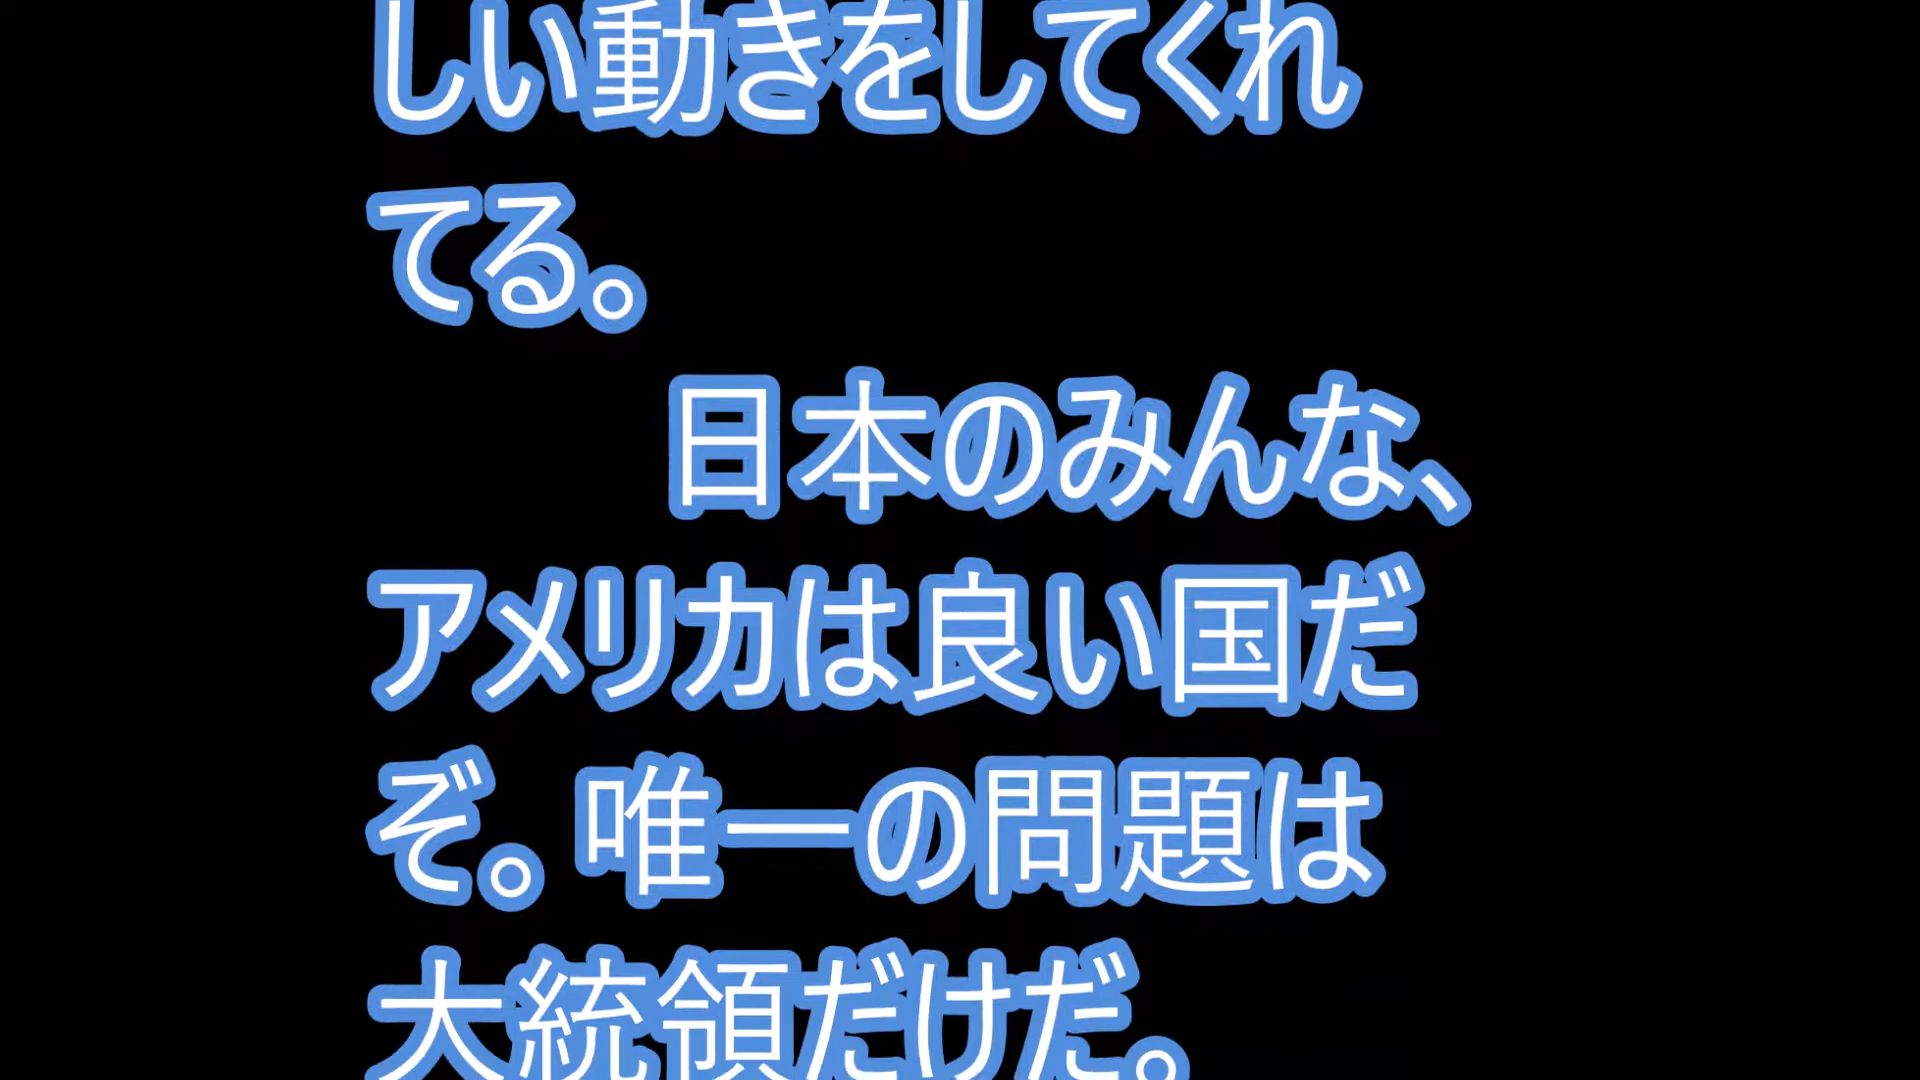 しい動きをしてくれ
てる。
日本のみんな、
アメリカは良い国だ
ぞ。唯一の問題は
大統領だけだ。